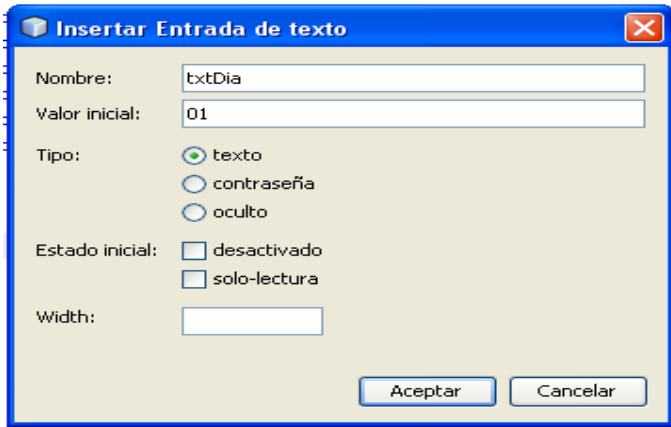 Insertar Entrada de texto
Nombre: txtDia
Valor inicial: 01
Tipo: texto
contraseña
oculto
Estado inicial: desactivado
solo-lectura
Width:
Aceptar Cancelar